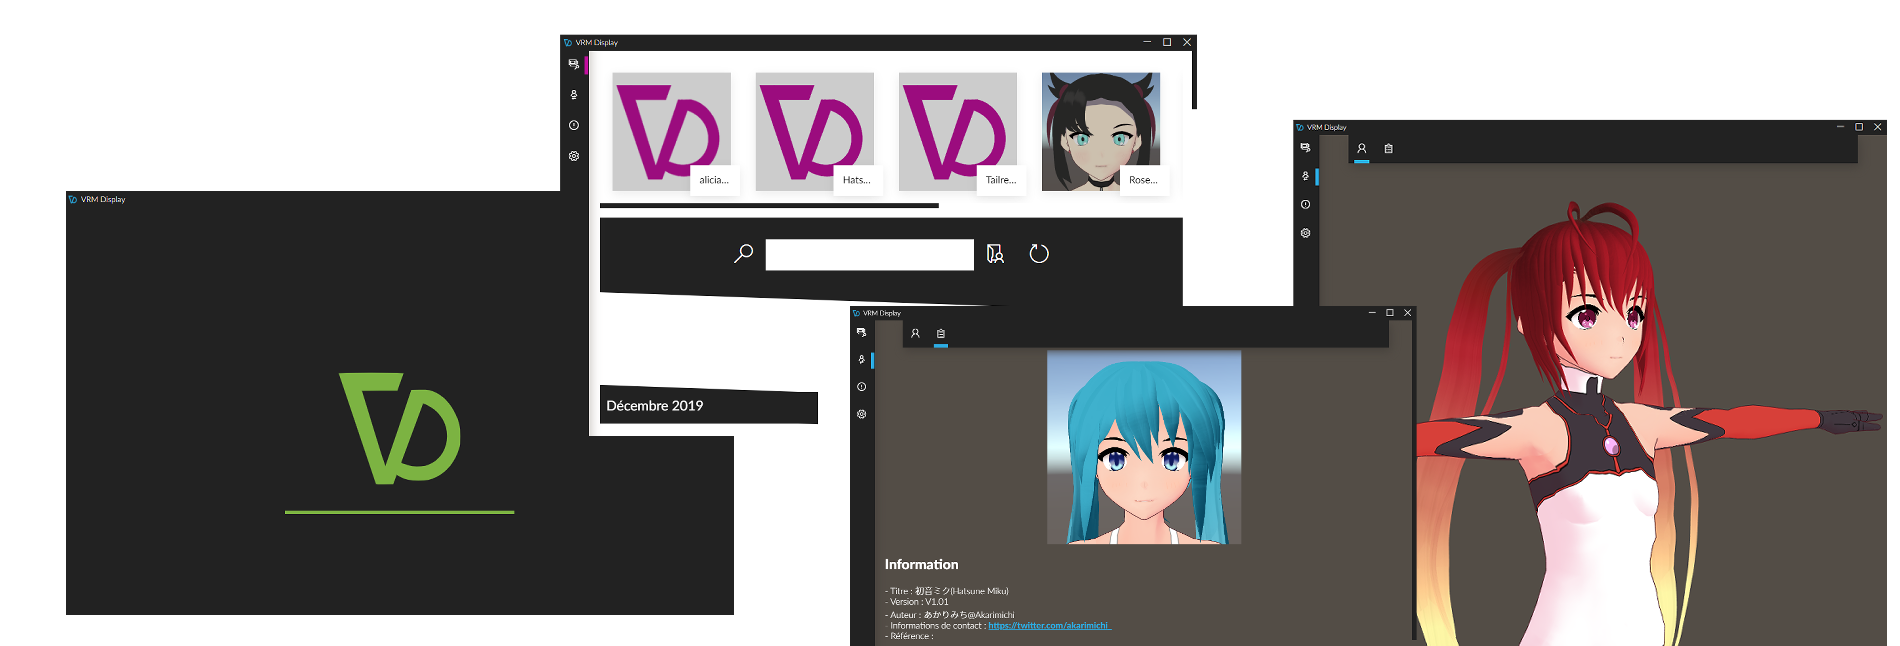 VRM Display
VRM Display
alicia...
Hats...
Tailre...
Rose...
Décembre 2019
VRM Display
Information
- Titre : 初音ミク(Hatsune Miku)
- Version : V1.01
- Auteur : あかりみち@Akarimichi
- Informations de contact : https://twitter.com/akarimichi
- Référence :
VRM Display